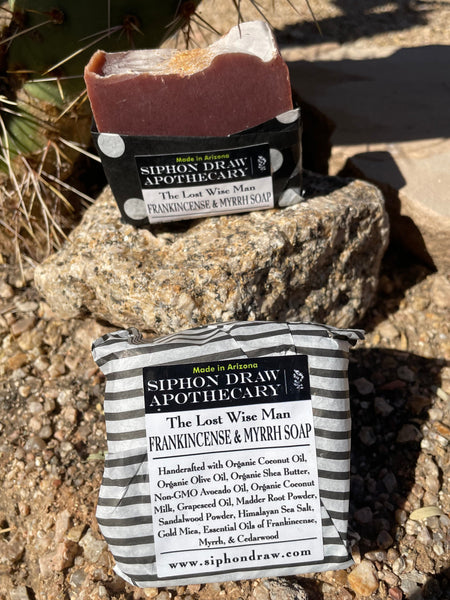 Made in Arizona
SIPHON DRAW
APOTHECARY
The Lost Wise Man
FRANKINCENSE & MYRRH SOAP
Made in Arizona
SIPHON DRAW
APOTHECARY
The Lost Wise Man
FRANKINCENSE & MYRRH SOAP
Handcrafted with Organic Coconut Oil,
Organic Olive Oil, Organic Shea Butter,
Non-GMO Avocado Oil, Organic Coconut
Milk, Grapeseed Oil, Madder Root Powder,
Sandalwood Powder, Himalayan Sea Salt,
Gold Mica, Essential Oils of Frankincense,
Myrrh, & Cedarwood
www.siphondraw.com